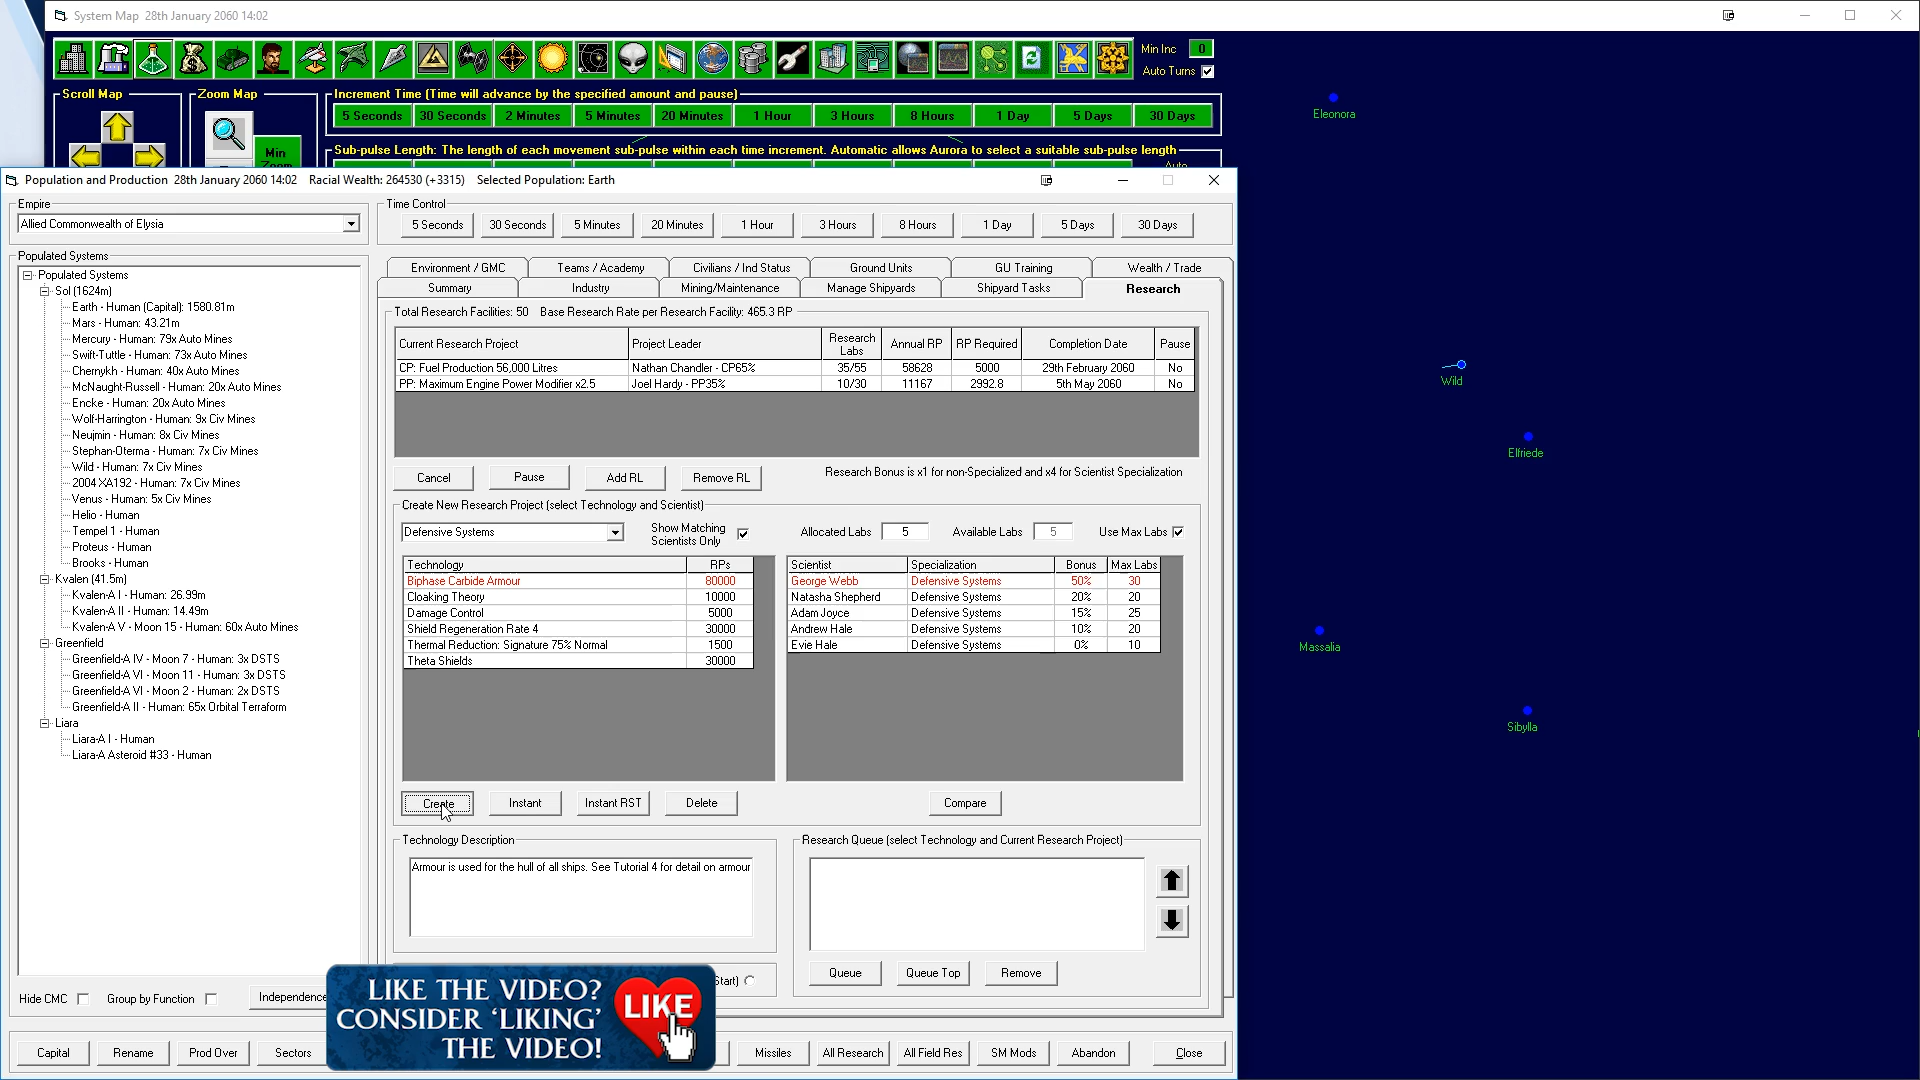 System Map  28th January 2060 14:02
Min Inc 0
Auto Turns
Scroll Map
Zoom Map
Min
Increment Time (Time will advance by the specified amount and pause)
5 Seconds 30 Seconds 2 Minutes 5 Minutes 20 Minutes 1 Hour 3 Hours 8 Hours 1 Day 5 Days 30 Days
Sub-pulse Length: The length of each movement sub-pulse within each time increment. Automatic allows Aurora to select a suitable sub-pulse length
Eleonora
Wild
Elfriede
Massalia
Sibylla
Population and Production  28th January 2060 14:02   Racial Wealth: 264530 (+3315)   Selected Population: Earth
Empire
Allied Commonwealth of Elysia
Populated Systems
Populated Systems
Sol (1624m)
Earth - Human (Capital): 1580.81m
Mars - Human: 43.21m
Mercury - Human: 79x Auto Mines
Swift-Tuttle - Human: 73x Auto Mines
Chernykh - Human: 40x Auto Mines
McNaught-Russell - Human: 20x Auto Mines
Encke - Human: 20x Auto Mines
Wolf-Harrington - Human: 9x Civ Mines
Neujmin - Human: 8x Civ Mines
Stephan-Oterma - Human: 7x Civ Mines
Wild - Human: 7x Civ Mines
2004 XA192 - Human: 7x Civ Mines
Venus - Human: 5x Civ Mines
Helio - Human
Tempel 1 - Human
Proteus - Human
Brooks - Human
Kvalen (41.5m)
Kvalen-A I - Human: 26.99m
Kvalen-A II - Human: 14.49m
Kvalen-A V - Moon 15 - Human: 60x Auto Mines
Greenfield
Greenfield-A IV - Moon 7 - Human: 3x DSTS
Greenfield-A VI - Moon 11 - Human: 3x DSTS
Greenfield-A VI - Moon 2 - Human: 2x DSTS
Greenfield-A II - Human: 65x Orbital Terraform
Liara
Liara-A I - Human
Liara-A Asteroid #33 - Human
Hide CMC
Group by Function
Independence
Time Control
5 Seconds 30 Seconds 5 Minutes 20 Minutes 1 Hour 3 Hours 8 Hours 1 Day 5 Days 30 Days
Environment / GMC Teams / Academy Civilians / Ind Status Ground Units GU Training Wealth / Trade
Summary Industry Mining/Maintenance Manage Shipyards Shipyard Tasks Research
Total Research Facilities: 50   Base Research Rate per Research Facility: 465.3 RP
Current Research Project Project Leader Research Labs Annual RP RP Required Completion Date Pause
CP: Fuel Production 56,000 Litres Nathan Chandler - CP65% 35/55 58628 5000 29th February 2060 No
PP: Maximum Engine Power Modifier x2.5 Joel Hardy - PP35% 10/30 11167 2992.8 5th May 2060 No
Cancel Pause Add RL Remove RL
Research Bonus is x1 for non-Specialized and x4 for Scientist Specialization
Create New Research Project (select Technology and Scientist)
Defensive Systems
Show Matching
Scientists Only
Allocated Labs 5
Available Labs 5
Use Max Labs
Technology RPs
Biphase Carbide Armour 80000
Cloaking Theory 10000
Damage Control 5000
Shield Regeneration Rate 4 30000
Thermal Reduction: Signature 75% Normal 1500
Theta Shields 30000
Scientist Specialization Bonus Max Labs
George Webb Defensive Systems 50% 30
Natasha Shepherd Defensive Systems 20% 20
Adam Joyce Defensive Systems 15% 25
Andrew Hale Defensive Systems 10% 20
Evie Hale Defensive Systems 0% 10
Create Instant Instant RST Delete Compare
Technology Description
Armour is used for the hull of all ships. See Tutorial 4 for detail on armour
Research Queue (select Technology and Current Research Project)
Queue Queue Top Remove
Start)
LIKE THE VIDEO?
CONSIDER 'LIKING'
THE VIDEO!
LIKE
Capital Rename Prod Over Sectors Missiles All Research All Field Res SM Mods Abandon Close